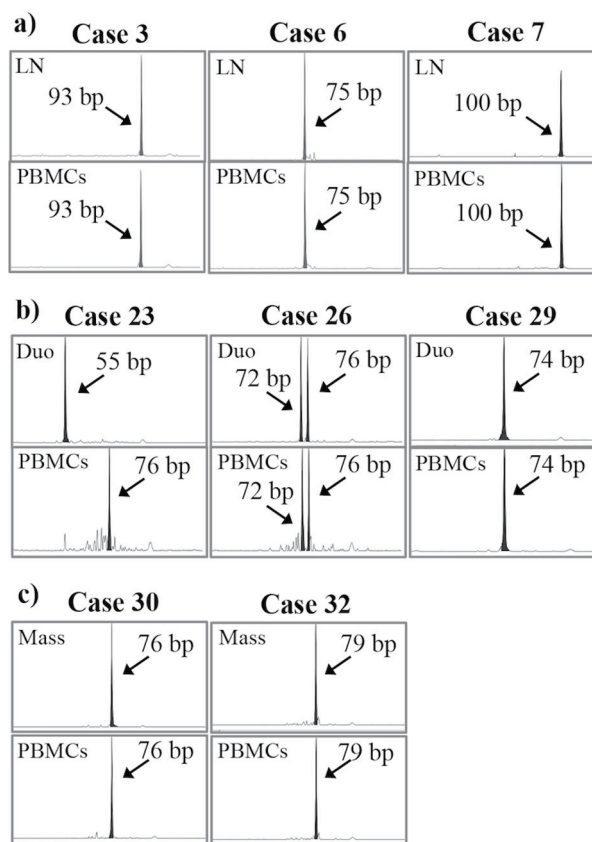 a)
Case 3
Case 6
Case 7
LN
93 bp
LN
75 bp
LN
100 bp
PBMCs
93 bp
PBMCs
75 bp
PBMCs
100 bp
b)
Case 23
Case 26
Case 29
Duo
55 bp
Duo
72 bp
76 bp
Duo
74 bp
PBMCs
76 bp
PBMCs
72 bp
76 bp
PBMCs
74 bp
c)
Case 30
Case 32
Mass
76 bp
Mass
79 bp
PBMCs
76 bp
PBMCs
79 bp